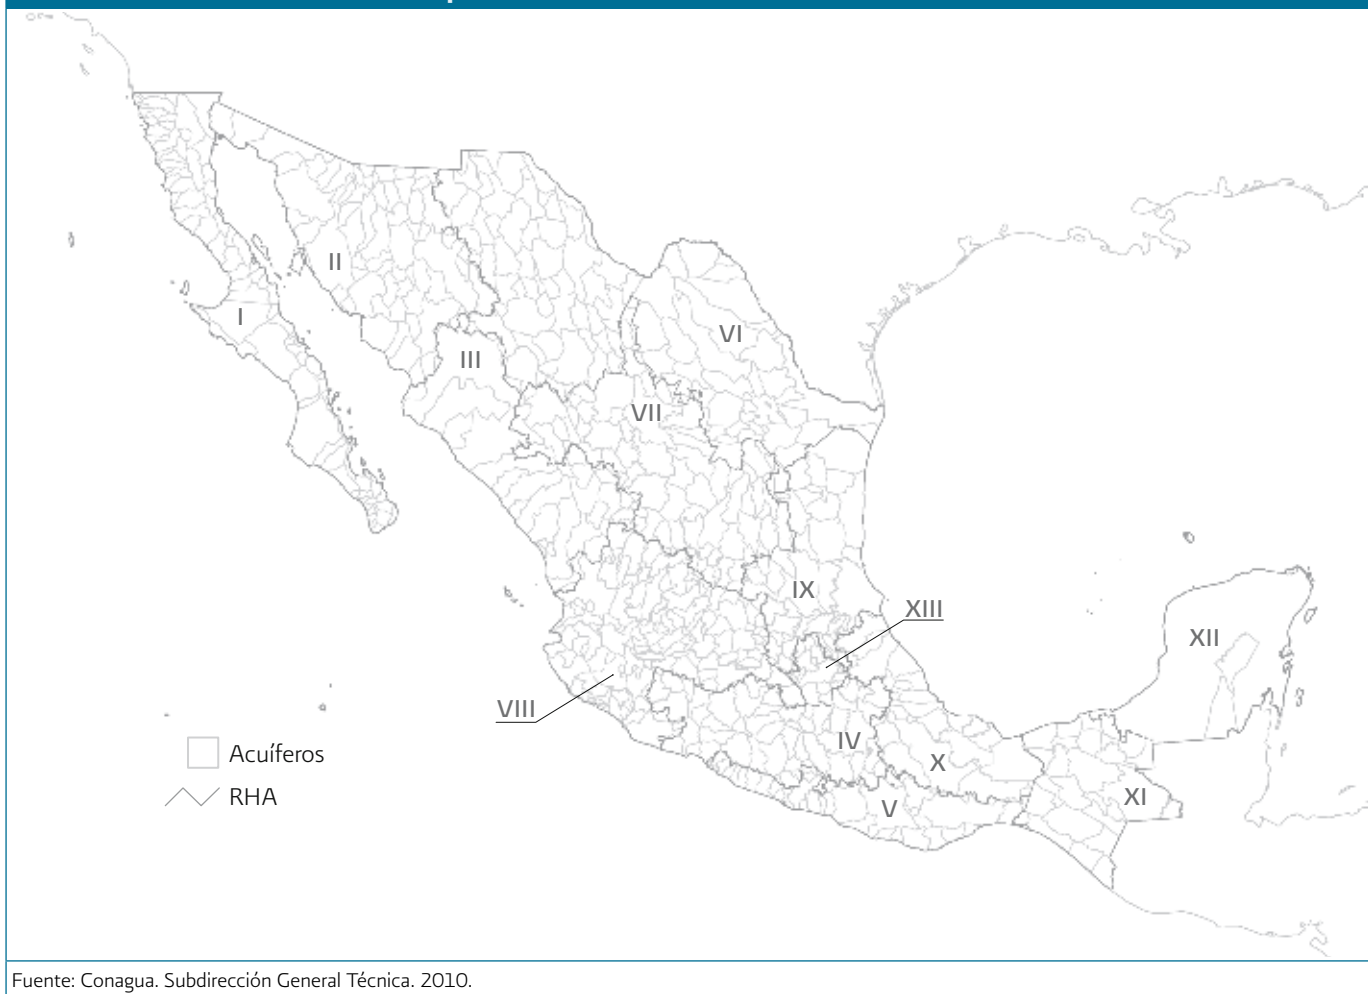 II
I
VI
III
VII
IX
XIII
XII
VIII
IV
X
Acuíferos
RHA
XI
V
Fuente: Conagua. Subdirección General Técnica. 2010.